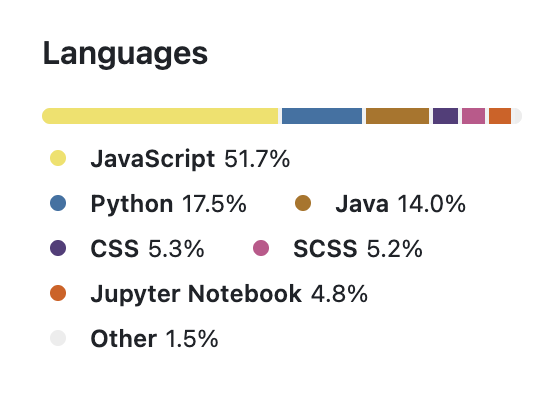 Languages
JavaScript 51.7%
Python 17.5% Java 14.0%
CSS 5.3% SCSS 5.2%
Jupyter Notebook 4.8%
Other 1.5%